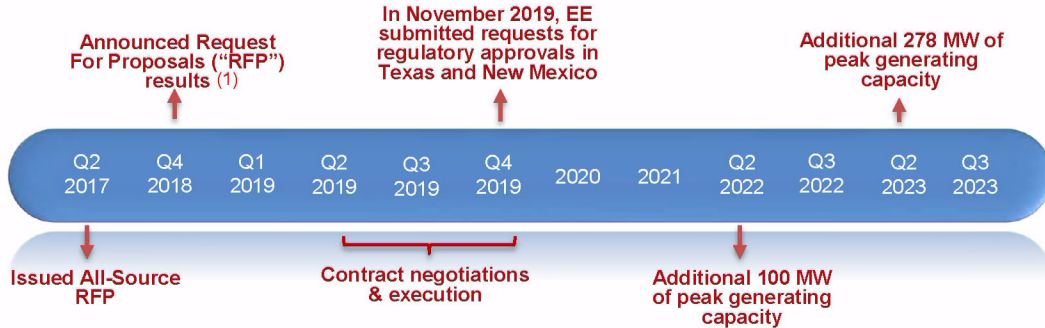 Announced Request
For Proposals (“RFP”)
results (1)
In November 2019, EE
submitted requests for
regulatory approvals in
Texas and New Mexico
Additional 278 MW of
peak generating
capacity
Q2
2017
Q4
2018
Q1
2019
Q2
2019
Q3
2019
Q4
2019
2020
2021
Q2
2022
Q3
2022
Q2
2023
Q3
2023
Issued All-Source
RFP
Contract negotiations
& execution
Additional 100 MW
of peak generating
capacity